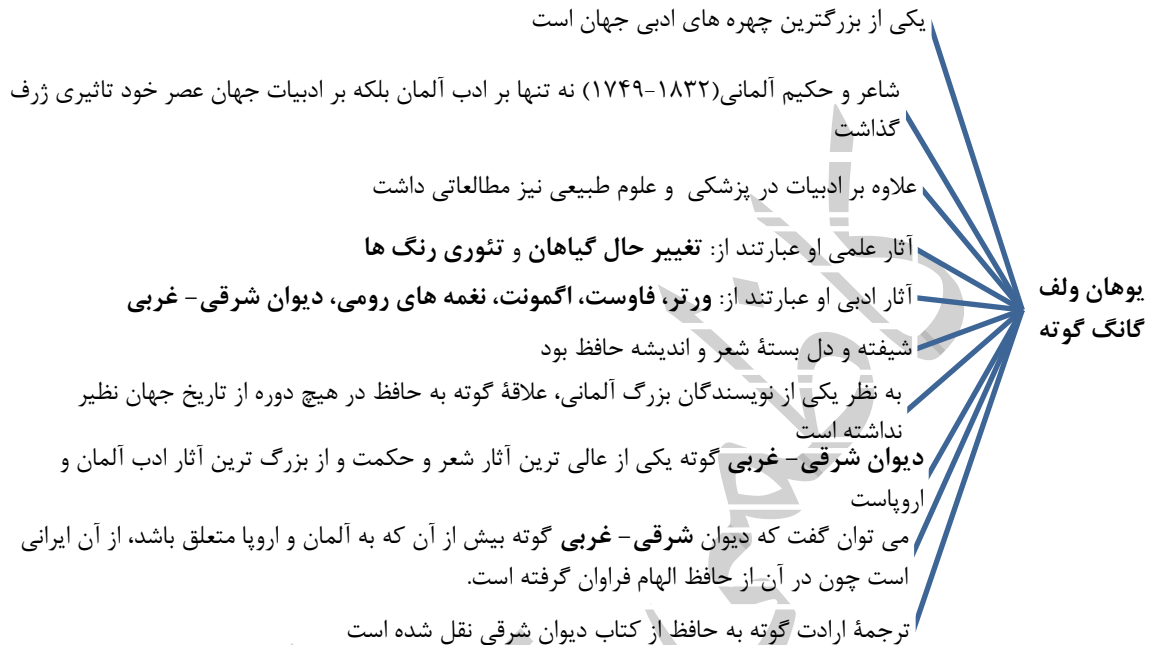 یکی از بزرگترین چهره های ادبی جهان است
شاعر و حکیم آلمانی(۱۸۳۲-۱۷۴۹) نه تنها بر ادب آلمان بلکه بر ادبیات جهان عصر خود تاثیری ژرف
گذاشت
علاوه بر ادبیات در پزشکی و علوم طبیعی نیز مطالعاتی داشت
آثار علمی او عبارتند از: تغییر حال گیاهان و تئوری رنگ ها
یوهان ولف
گانگ گوته
آثار ادبی او عبارتند از: ورتر، فاوست، اگمونت، نغمه های رومی، دیوان شرقی- غربی
شیفته و دل بستۀ شعر و اندیشه حافظ بود
به نظر یکی از نویسندگان بزرگ آلمانی، علاقۀ گوته به حافظ در هیچ دوره از تاریخ جهان نظیر
نداشته است
دیوان شرقی- غربی گوته یکی از عالی ترین آثار شعر و حکمت و از بزرگ ترین آثار ادب آلمان و
اروپاست
می توان گفت که دیوان شرقی- غربی گوته بیش از آن که به آلمان و اروپا متعلق باشد، از آن ایرانی
است چون در آن از حافظ الهام فراوان گرفته است.
ترجمۀ ارادت گوته به حافظ از کتاب دیوان شرقی نقل شده است